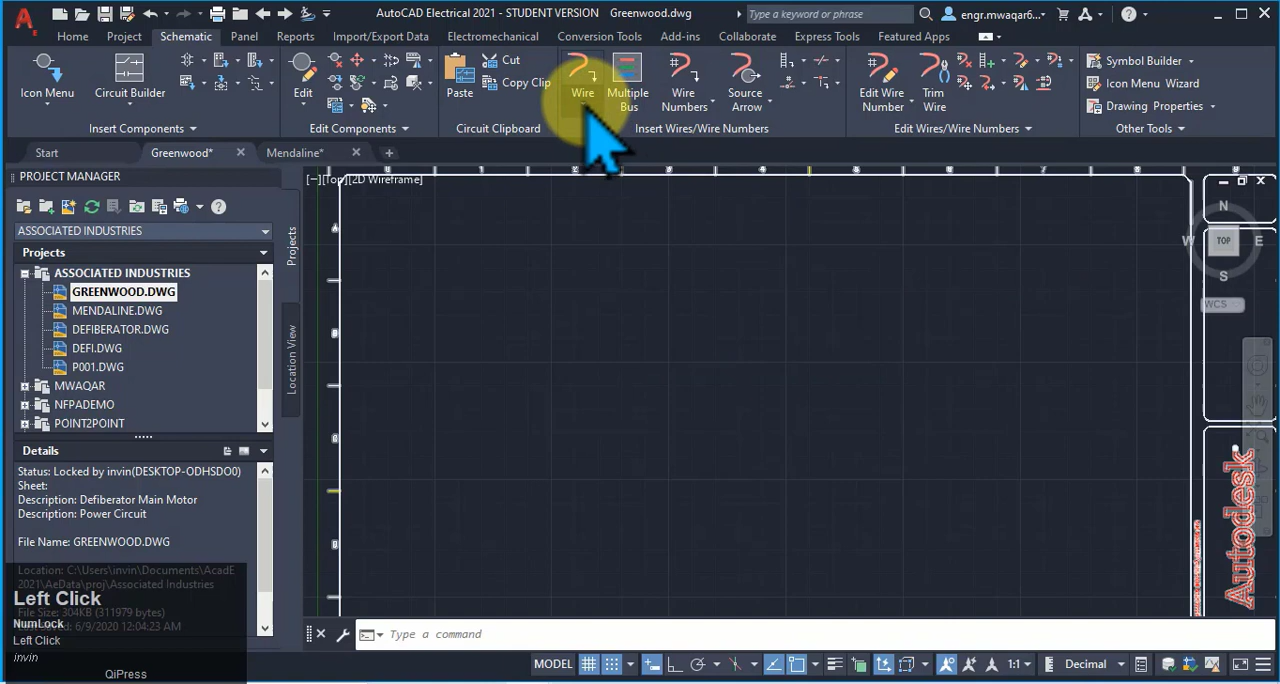 AutoCAD Electrical 2021 - STUDENT VERSION Greenwood.dwg
Type a keyword or phrase
engr.mwaqar6...
Home Project Schematic Panel Reports Import/Export Data Electromechanical Conversion Tools Add-ins Collaborate Express Tools Featured Apps
Icon Menu
Circuit Builder
Insert Components
Edit
Edit Components
Paste
Cut
Copy Clip
Circuit Clipboard
Wire
Multiple
Bus
Wire
Numbers
Source
Arrow
Insert Wires/Wire Numbers
Edit Wire
Number
Trim
Wire
Edit Wires/Wire Numbers
Symbol Builder
Icon Menu Wizard
Drawing Properties
Other Tools
Start
Greenwood*
Mendaline*
PROJECT MANAGER
ASSOCIATED INDUSTRIES
Projects
ASSOCIATED INDUSTRIES
GREENWOOD.DWG
MENDALINE.DWG
DEFIBERATOR.DWG
DEFI.DWG
P001.DWG
MWAQAR
NFPADEMO
POINT2POINT
Details
Status: Locked by invin(DESKTOP-ODHSDO0)
Sheet:
Description: Defiberator Main Motor
Description: Power Circuit
File Name: GREENWOOD.DWG
Location: C:\Users\invin\Documents\AcadE
2021\AeData\proj\Associated Industries
File Size: 304KB (311979 bytes)
6/9/2020 12:04:23 AM
Left Click
NumLock
Left Click
invin
QiPress
Projects
Location View
[−][Top][2D Wireframe]
N
W TOP E
S
WCS
Autodesk
Type a command
MODEL
1:1
Decimal